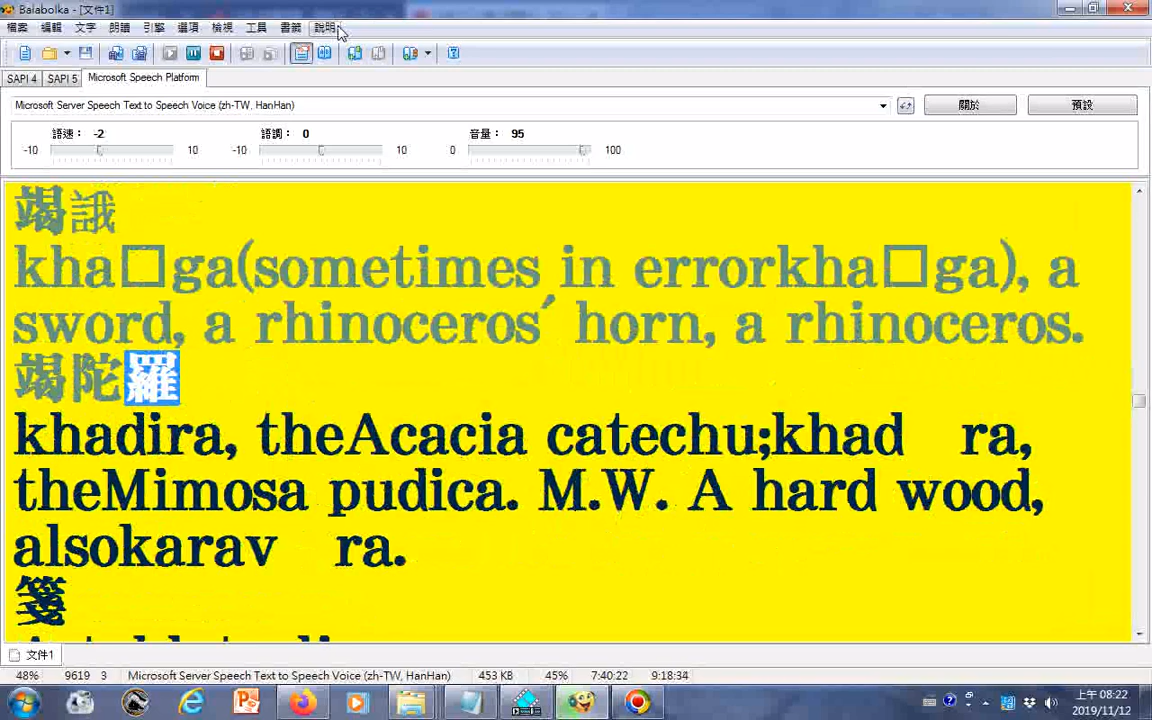 Balabolka - [文件1]
檔案 編輯 文字 朗讀 引擎 選項 檢視 工具 書籤 說明
SAPI 4 SAPI 5 Microsoft Speech Platform
Microsoft Server Speech Text to Speech Voice (zh-TW, HanHan) 關於 預設
語速： -2 語調： 0 音量： 95
-10 10 -10 10 0 100
竭誐
kha□ga(sometimes in errorkha□ga), a
sword, a rhinoceros´ horn, a rhinoceros.
竭陀羅
khadira, theAcacia catechu;khad ra,
theMimosa pudica. M.W. A hard wood,
alsokarav ra.
箋
文件1
48% 9619 3 Microsoft Server Speech Text to Speech Voice (zh-TW, HanHan) 453 KB 45% 7:40:22 9:18:34
上午 08:22
2019/11/12